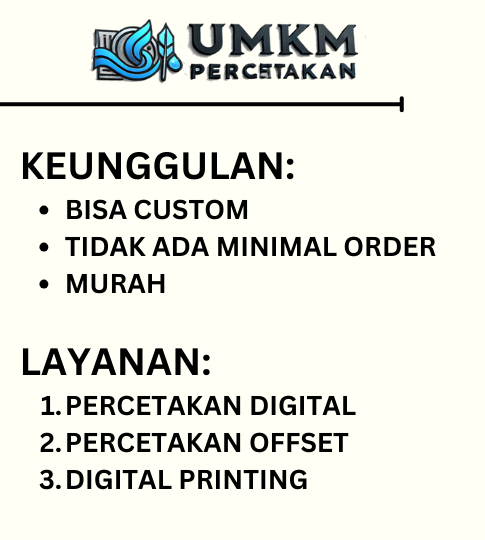 UMKM
PERCETAKAN
KEUNGGULAN:
• BISA CUSTOM
• TIDAK ADA MINIMAL ORDER
• MURAH
LAYANAN:
1. PERCETAKAN DIGITAL
2. PERCETAKAN OFFSET
3. DIGITAL PRINTING